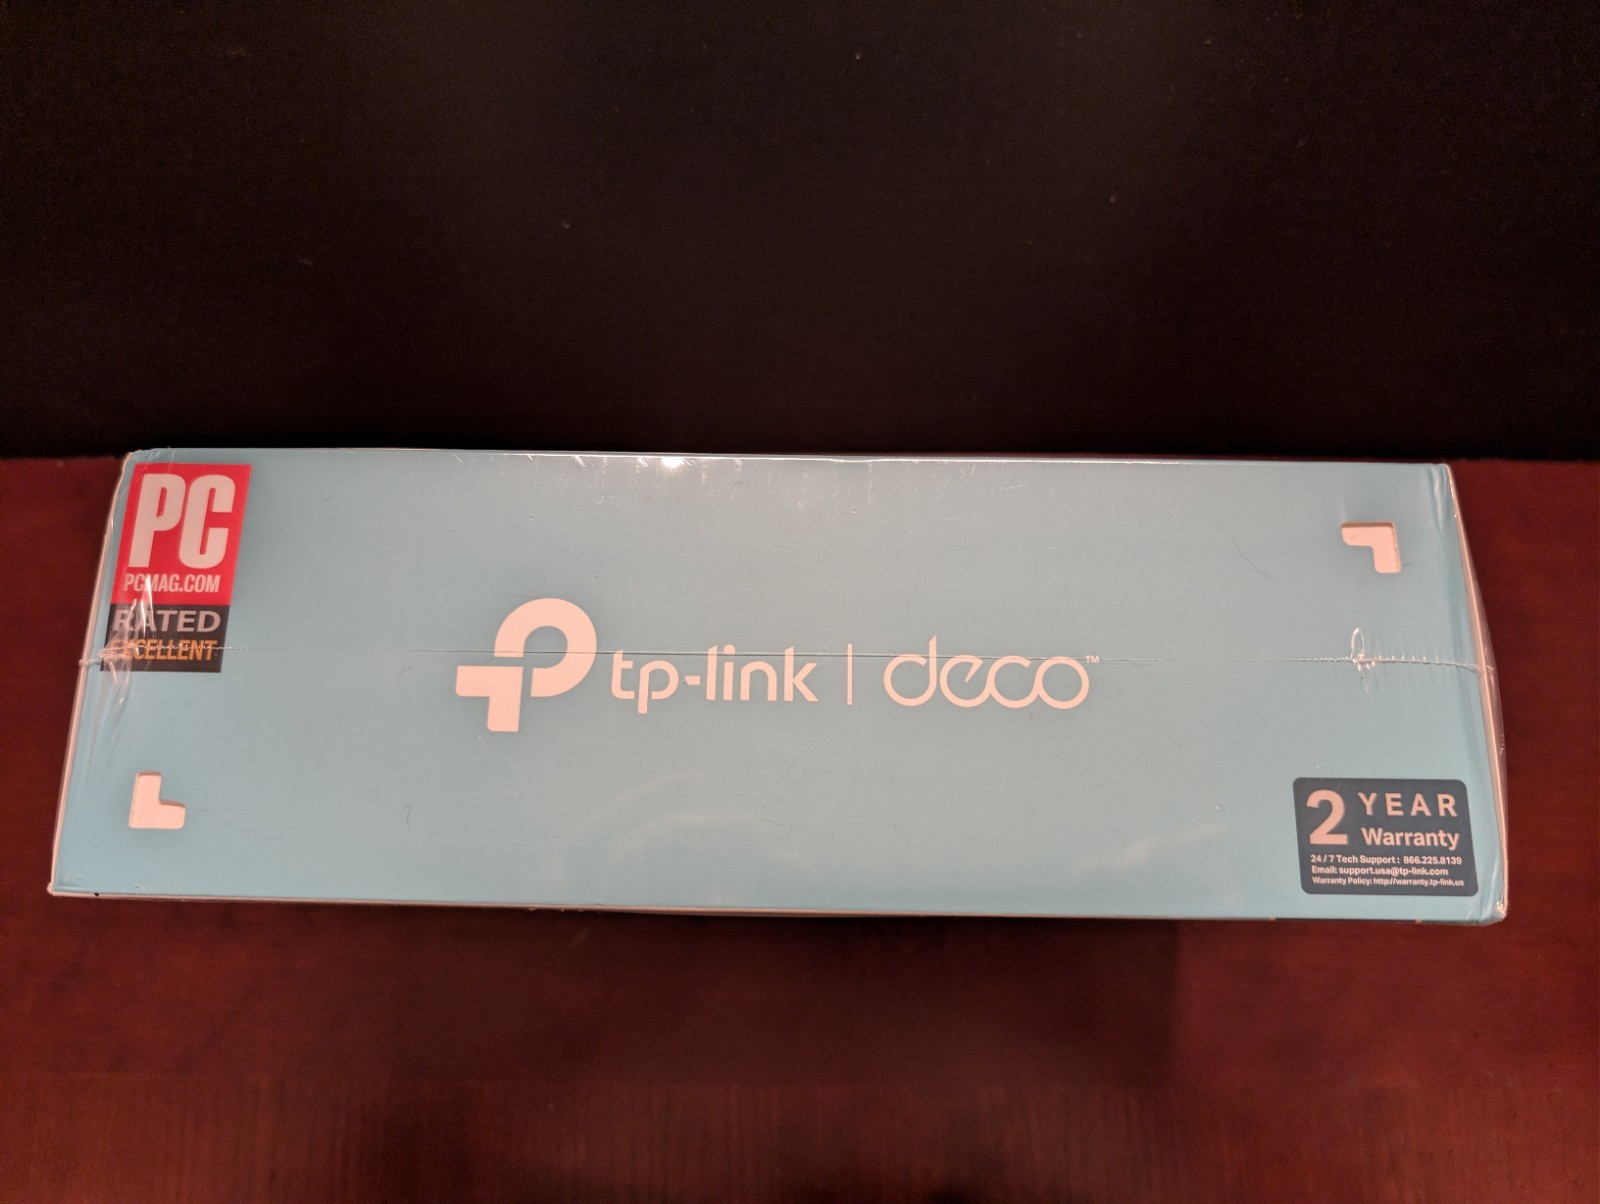 PC
PCMAG.COM
RATED
EXCELLENT
tp-link | deco™
2 YEAR
Warranty
24 / 7 Tech Support : 866.225.8139
Email: support.usa@tp-link.com
Warranty Policy: http://warranty.tp-link.us